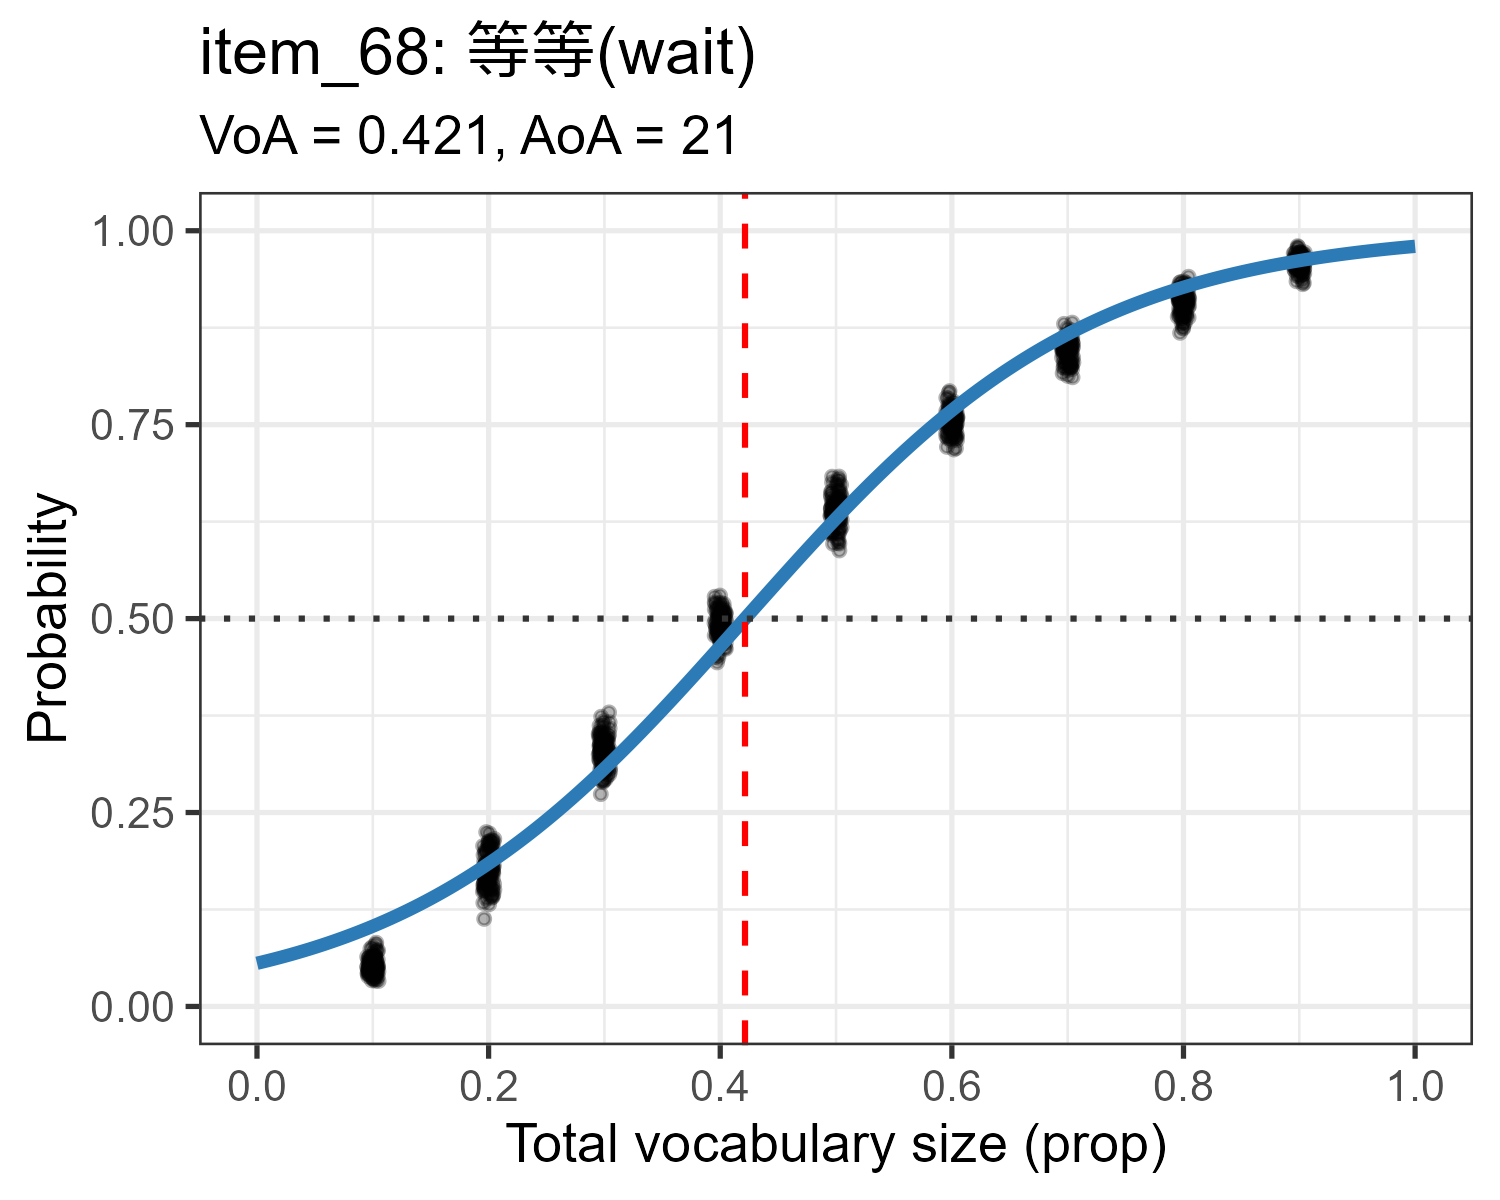 item_68: 等等(wait)
VoA = 0.421, AoA = 21
1.00
0.75
0.50
0.25
0.00
Probability
0.0 0.2 0.4 0.6 0.8 1.0
Total vocabulary size (prop)